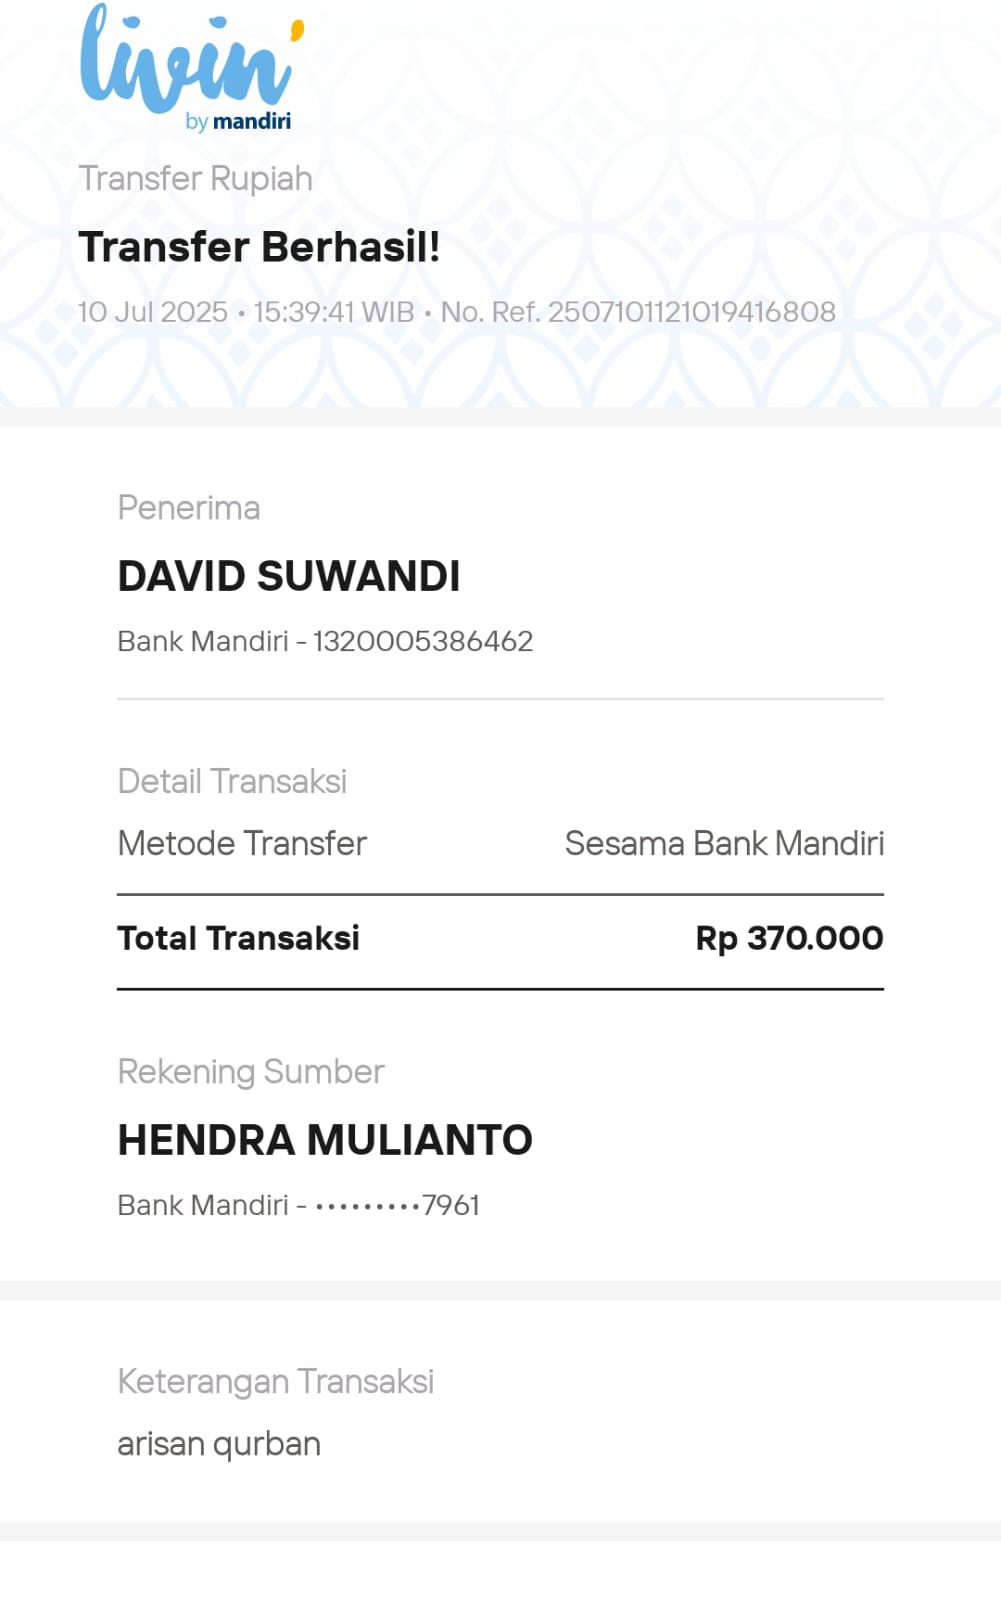 livin'
by mandiri
Transfer Rupiah
Transfer Berhasil!
10 Jul 2025 • 15:39:41 WIB • No. Ref. 2507101121019416808
Penerima
DAVID SUWANDI
Bank Mandiri - 1320005386462
Detail Transaksi
Metode Transfer Sesama Bank Mandiri
Total Transaksi Rp 370.000
Rekening Sumber
HENDRA MULIANTO
Bank Mandiri - •••••••••7961
Keterangan Transaksi
arisan qurban